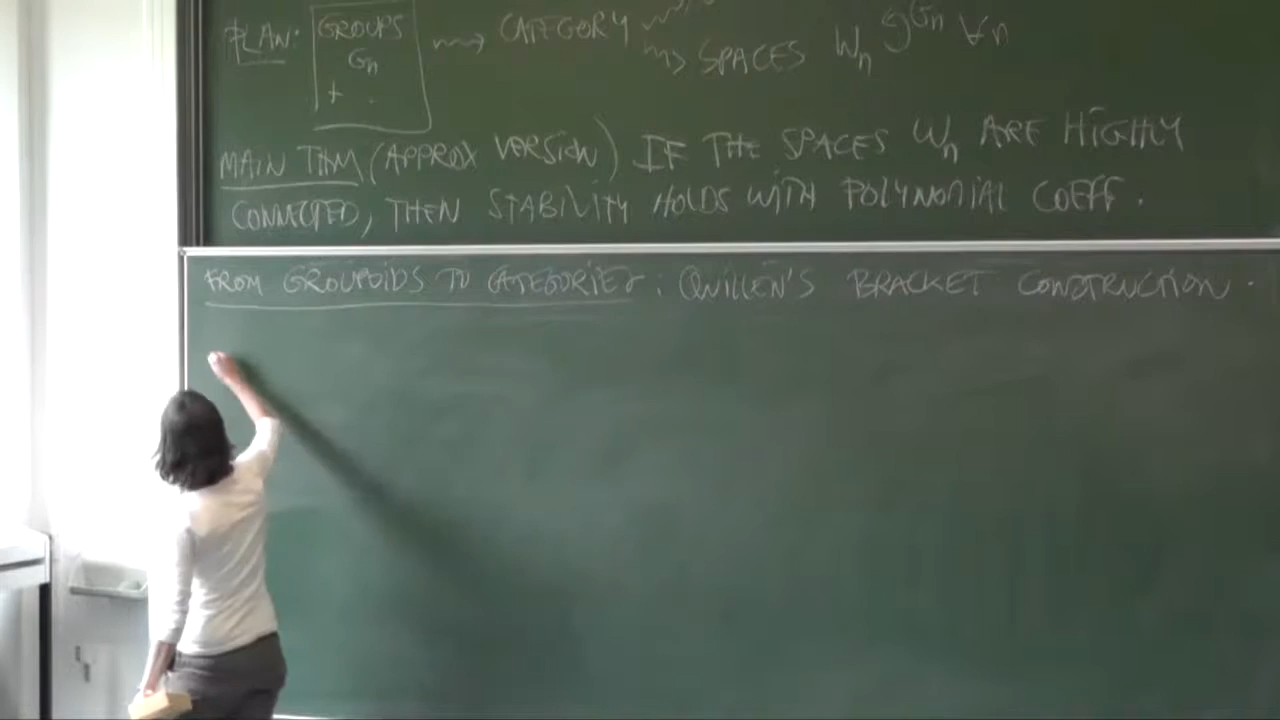 PLAN: GROUPS Gn + ⇝ CATEGORY ⇝ SPACES Wn ↺ Gn ∀n
MAIN THM (APPROX VERSION) IF THE SPACES Wn ARE HIGHLY
CONNECTED, THEN STABILITY HOLDS WITH POLYNOMIAL COEFF.
FROM GROUPOIDS TO CATEGORIES: QUILLEN'S BRACKET CONSTRUCTION.